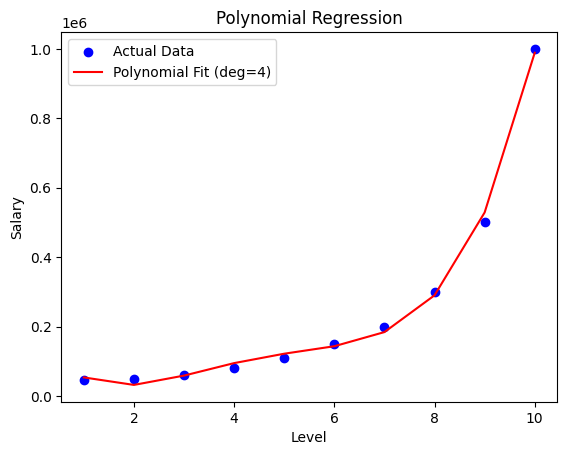 Polynomial Regression
1e6
Actual Data
Polynomial Fit (deg=4)
1.0
0.8
0.6
0.4
0.2
0.0
Salary
2
4
6
8
10
Level